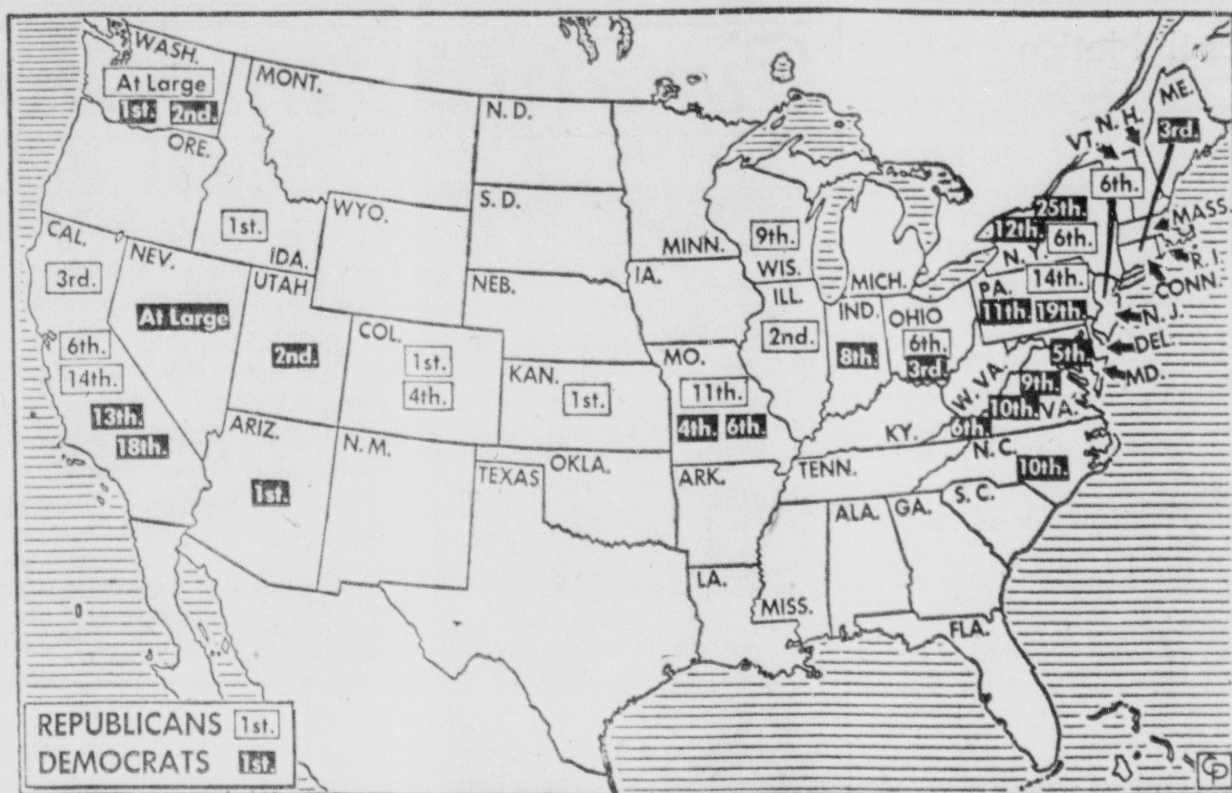 WASH.
At Large
1st. 2nd.
ORE.
MONT.
1st.
IDA.
WYO.
N. D.
S. D.
NEB.
CAL.
3rd.
6th.
14th.
13th.
18th.
NEV.
At Large
UTAH
2nd.
COL.
1st.
4th.
KAN.
1st.
ARIZ.
1st.
N. M.
TEXAS
OKLA.
MINN.
IA.
MO.
11th.
4th. 6th.
ARK.
LA.
9th.
WIS.
ILL.
2nd.
MICH.
IND.
8th.
OHIO
6th.
3rd.
KY.
TENN.
MISS.
ALA.
GA.
FLA.
S. C.
N. C.
10th.
W. VA.
6th.
VA.
9th.
10th.
5th.
PA.
14th.
11th. 19th.
N. Y.
25th.
12th. 6th.
VT.
N. H.
ME.
3rd.
6th.
MASS.
R. I.
CONN.
N. J.
DEL.
MD.
REPUBLICANS 1st.
DEMOCRATS 1st.
CP